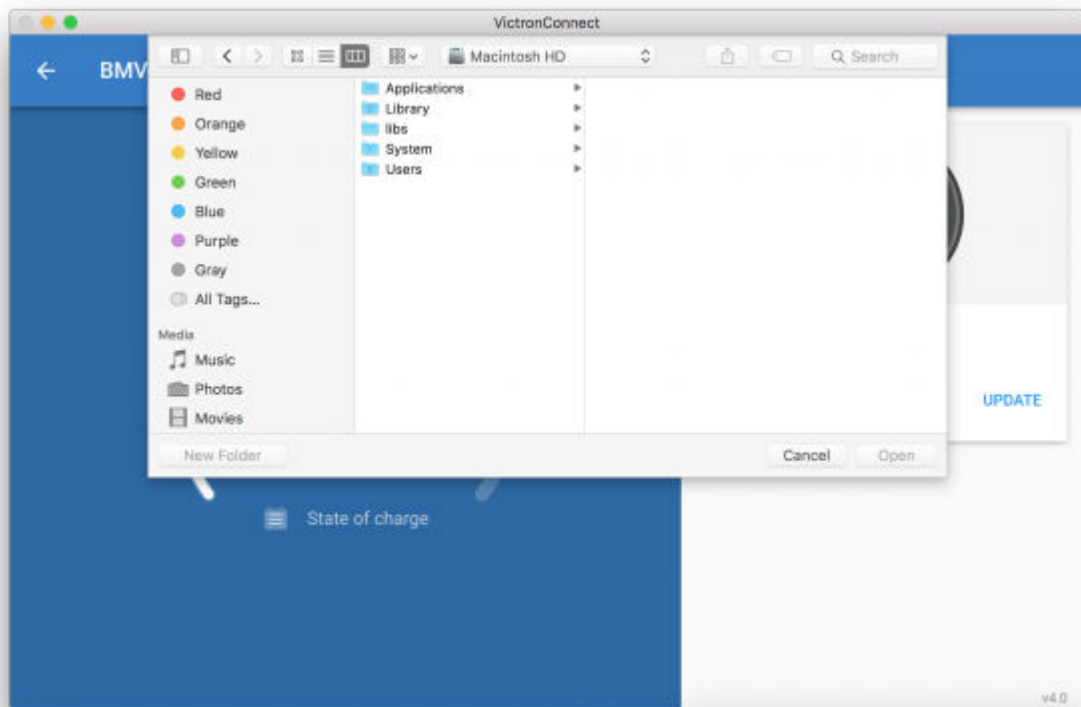 VictronConnect
BMV
Macintosh HD
Search
Red
Orange
Yellow
Green
Blue
Purple
Gray
All Tags...
Media
Music
Photos
Movies
Applications
Library
libs
System
Users
New Folder
Cancel
Open
UPDATE
State of charge
v4.0